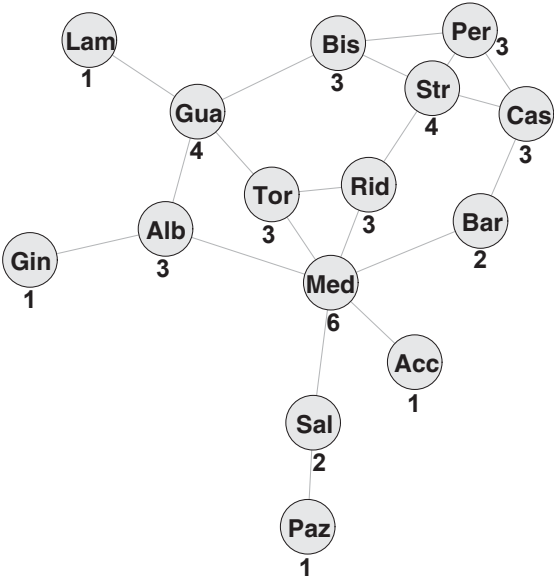 Lam
1
Bis
3
Per
3
Str
4
Gua
4
Cas
3
Tor
3
Rid
3
Alb
3
Bar
2
Gin
1
Med
6
Acc
1
Sal
2
Paz
1